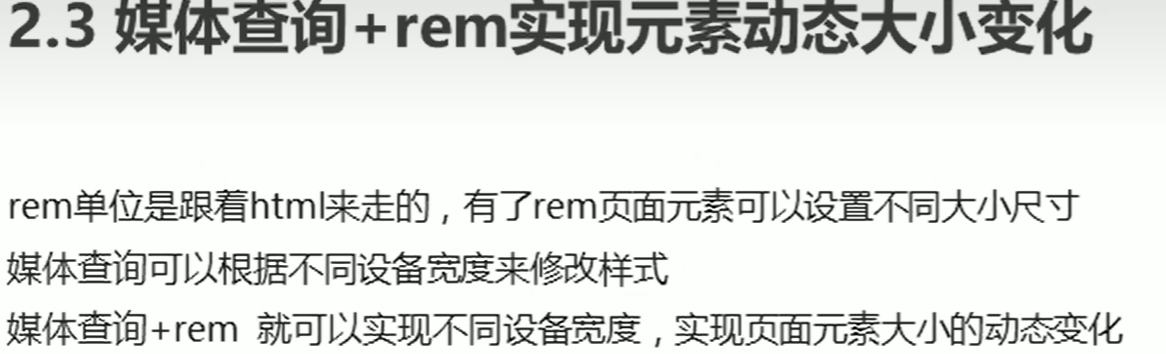 2.3 媒体查询+rem实现元素动态大小变化
rem单位是跟着html来走的，有了rem页面元素可以设置不同大小尺寸
媒体查询可以根据不同设备宽度来修改样式
媒体查询+rem 就可以实现不同设备宽度，实现页面元素大小的动态变化